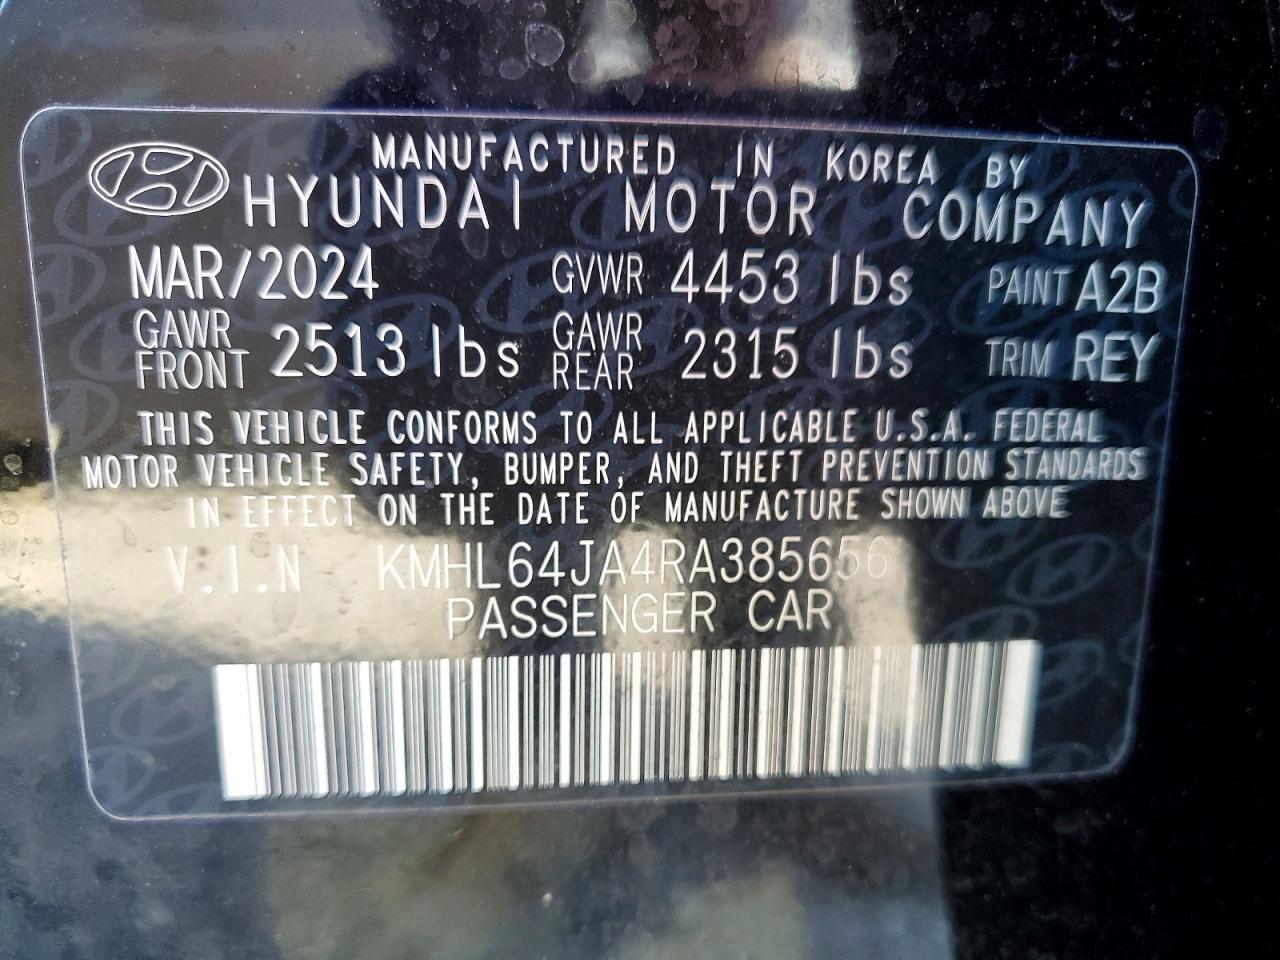 MANUFACTURED IN KOREA BY
HYUNDAI MOTOR COMPANY
MAR/2024 GVWR 4453 lbs PAINT A2B
GAWR FRONT 2513 lbs GAWR REAR 2315 lbs TRIM REY
THIS VEHICLE CONFORMS TO ALL APPLICABLE U.S.A. FEDERAL
MOTOR VEHICLE SAFETY, BUMPER, AND THEFT PREVENTION STANDARDS
IN EFFECT ON THE DATE OF MANUFACTURE SHOWN ABOVE
V.I.N KMHL64JA4RA385656
PASSENGER CAR